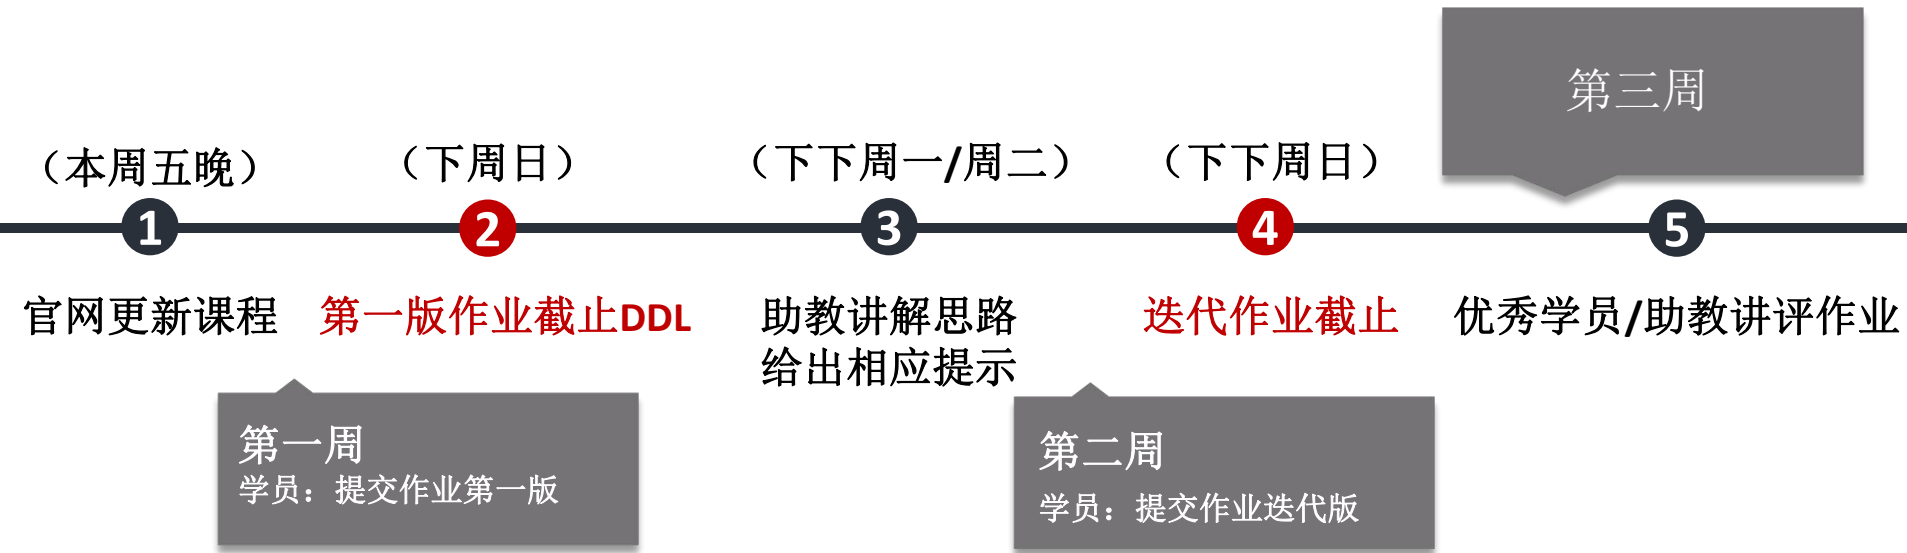 第三周
（本周五晚）
（下周日）
（下下周一/周二）
（下下周日）
1
2
3
4
5
官网更新课程
第一版作业截止DDL
助教讲解思路
给出相应提示
迭代作业截止
优秀学员/助教讲评作业
第一周
学员：提交作业第一版
第二周
学员：提交作业迭代版